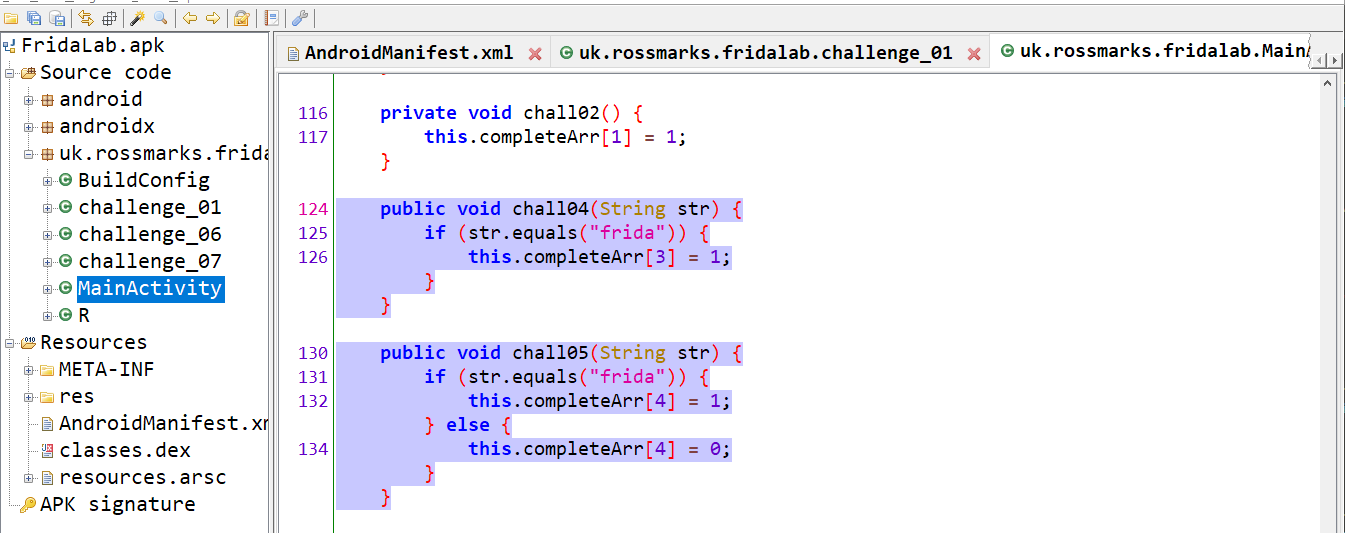 FridaLab.apk
Source code
android
androidx
uk.rossmarks.frida
BuildConfig
challenge_01
challenge_06
challenge_07
MainActivity
R
Resources
META-INF
res
AndroidManifest.xm
classes.dex
resources.arsc
APK signature
AndroidManifest.xml
uk.rossmarks.fridalab.challenge_01
uk.rossmarks.fridalab.MainA
116 private void chall02() {
117 this.completeArr[1] = 1;
}
124 public void chall04(String str) {
125 if (str.equals("frida")) {
126 this.completeArr[3] = 1;
}
}
130 public void chall05(String str) {
131 if (str.equals("frida")) {
132 this.completeArr[4] = 1;
} else {
134 this.completeArr[4] = 0;
}
}